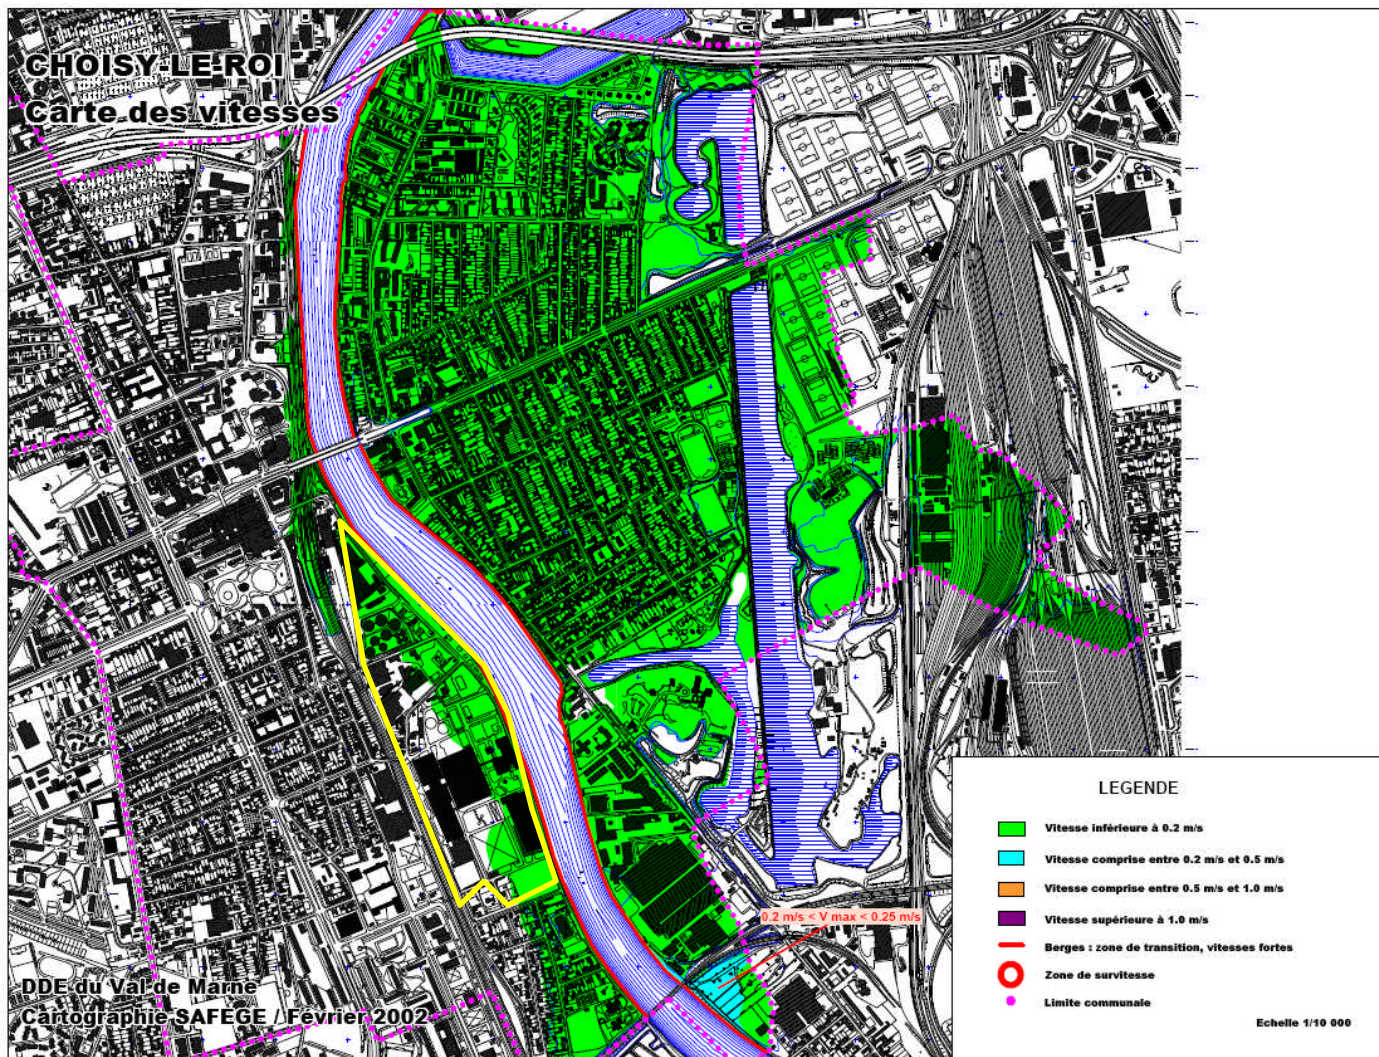 CHOISY-LE-ROI
Carte des vitesses
0.2 m/s < V max < 0.25 m/s
LEGENDE
Vitesse inférieure à 0.2 m/s
Vitesse comprise entre 0.2 m/s et 0.5 m/s
Vitesse comprise entre 0.5 m/s et 1.0 m/s
Vitesse supérieure à 1.0 m/s
Berges : zone de transition, vitesses fortes
Zone de survitesse
Limite communale
Echelle 1/10 000
DDE du Val de Marne
Cartographie SAFEGE / Février 2002